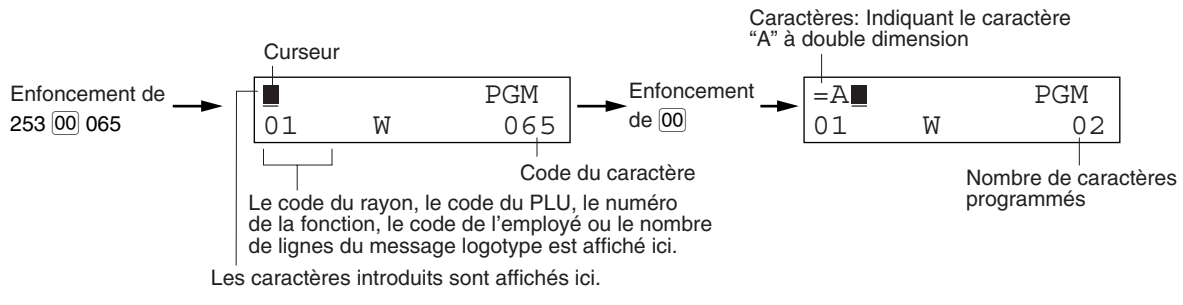 Caractères: Indiquant le caractère
“A” à double dimension
Curseur
Enfoncement de
253 00 065
PGM
01 W 065
Enfoncement
de 00
=A PGM
01 W 02
Code du caractère
Nombre de caractères
programmés
Le code du rayon, le code du PLU, le numéro
de la fonction, le code de l’employé ou le nombre
de lignes du message logotype est affiché ici.
Les caractères introduits sont affichés ici.